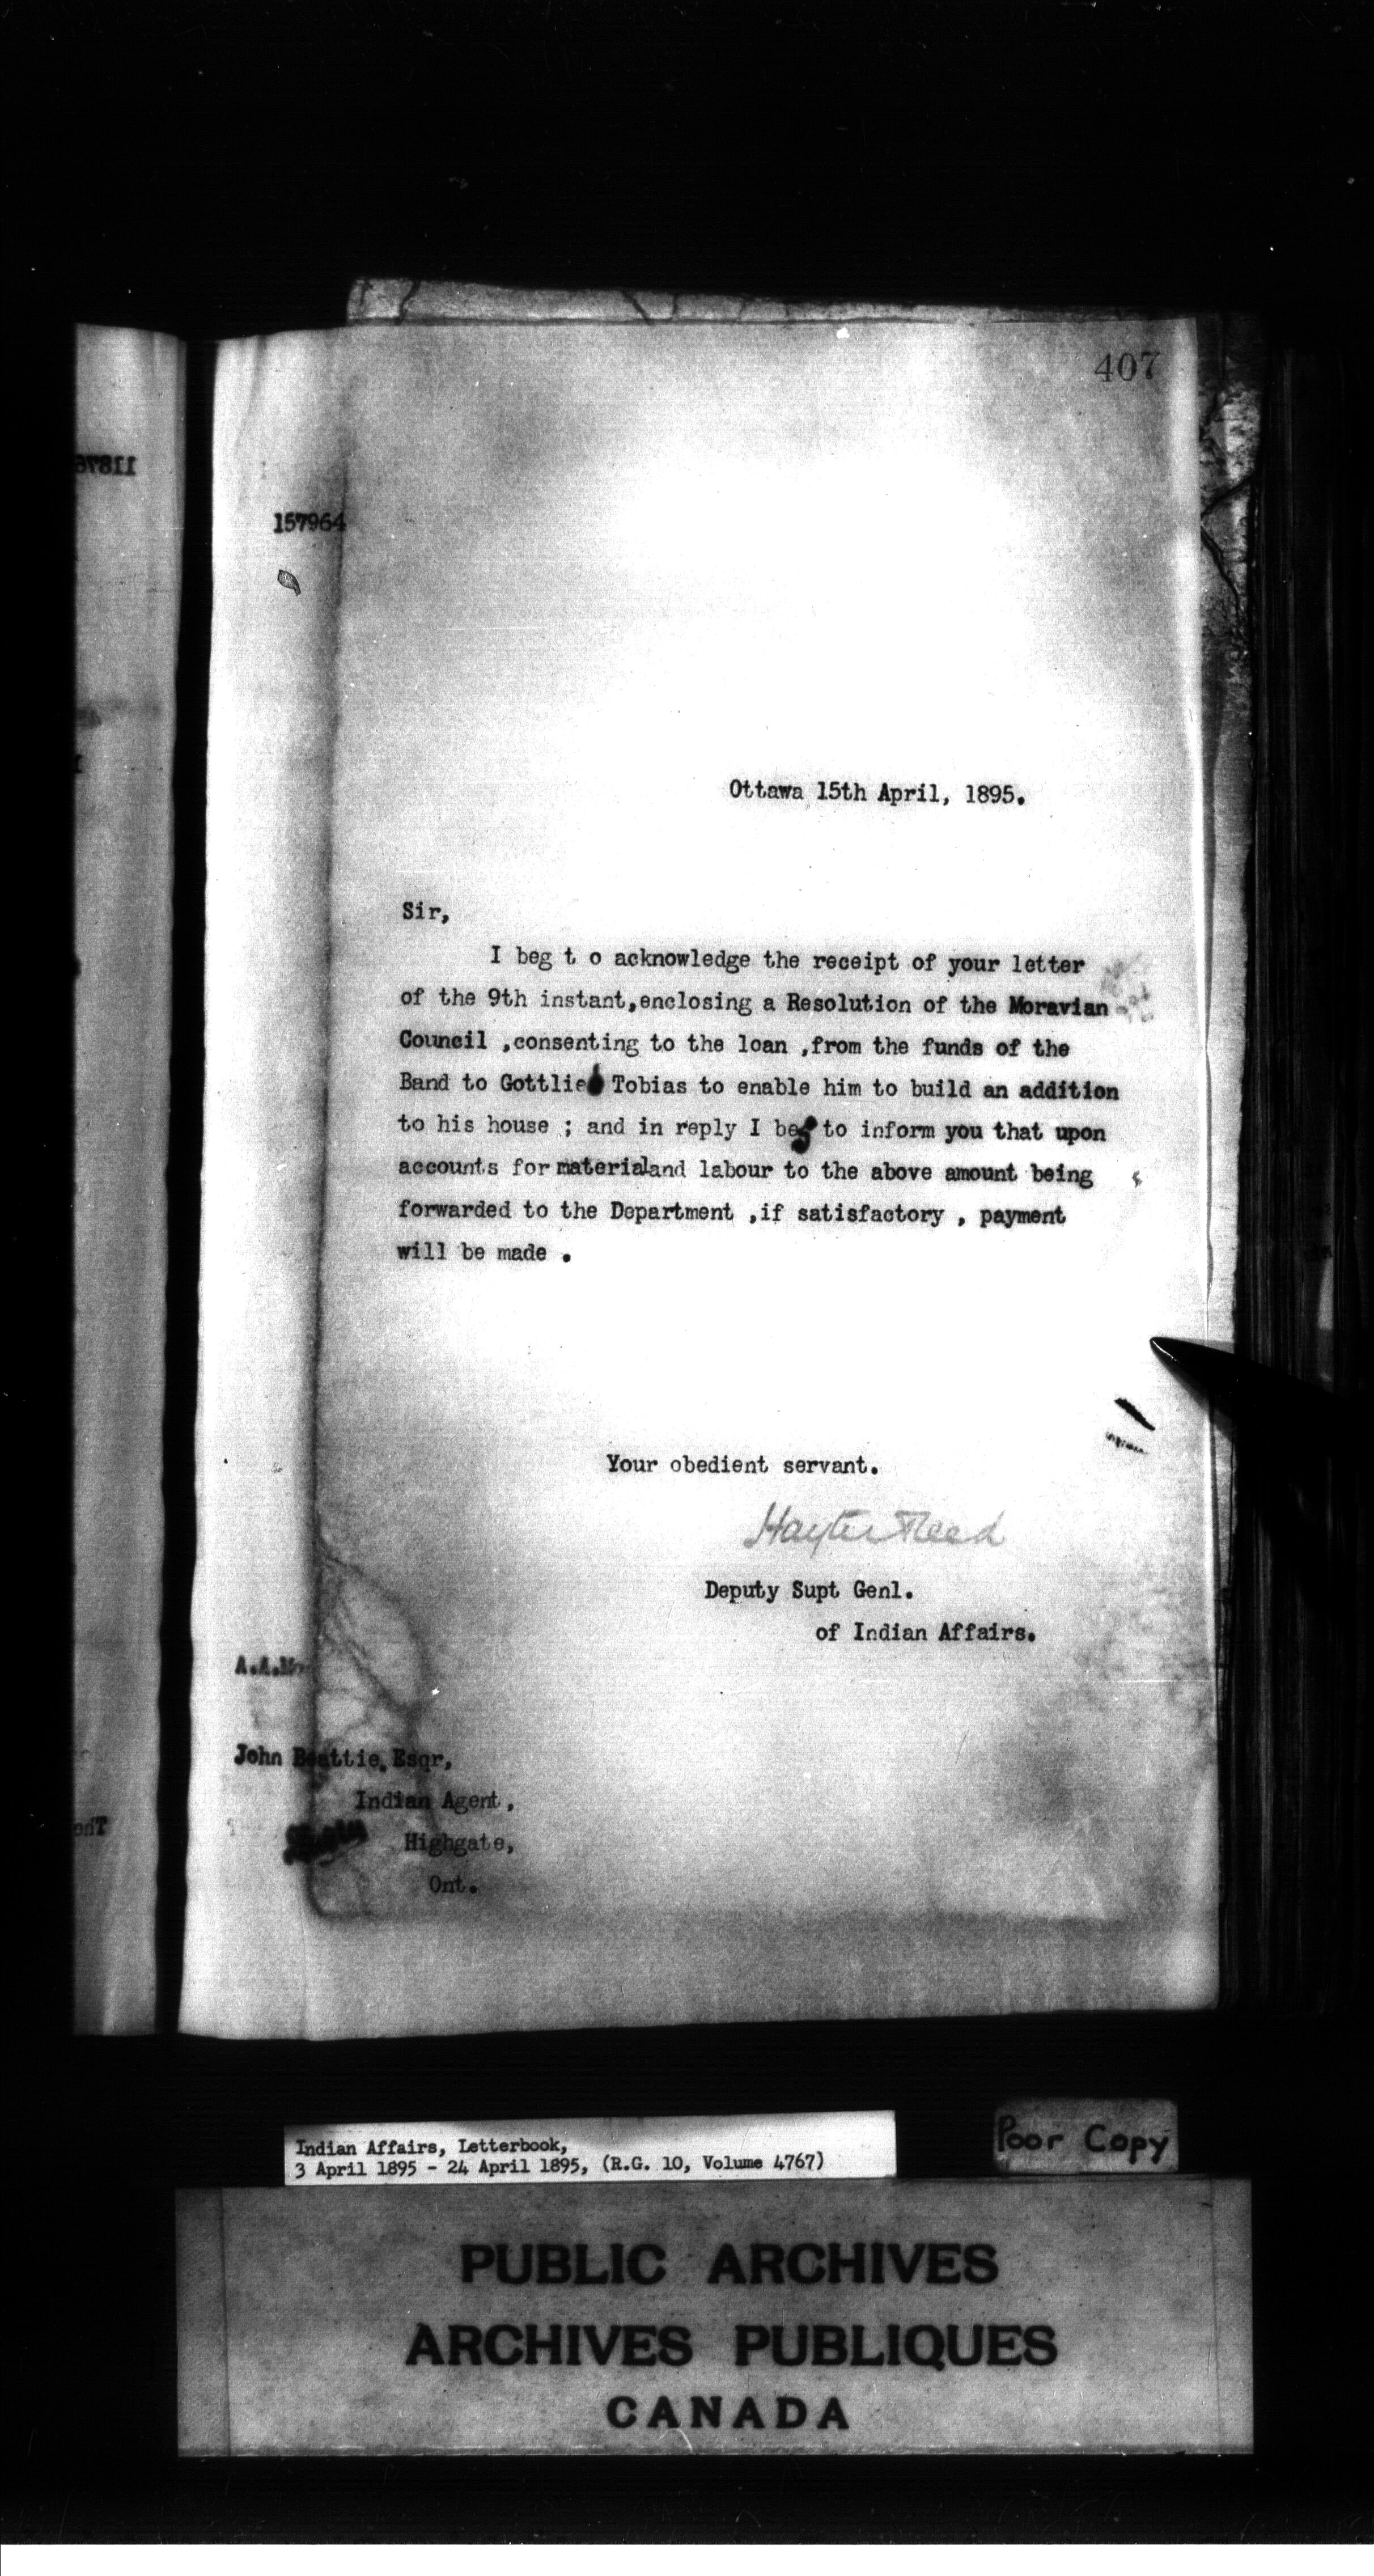 407
157964
Ottawa 15th April, 1895.
Sir,
I beg t o acknowledge the receipt of your letter
of the 9th instant,enclosing a Resolution of the Moravian
Council ,consenting to the loan ,from the funds of the
Band to Gottlieb Tobias to enable him to build an addition
to his house ; and in reply I beg to inform you that upon
accounts for materialand labour to the above amount being
forwarded to the Department ,if satisfactory , payment
will be made .
Your obedient servant.
Hayter Reed
Deputy Supt Genl.
of Indian Affairs.
John Beattie, Esqr,
Indian Agent,
Highgate,
Ont.
Indian Affairs, Letterbook,
3 April 1895 - 24 April 1895, (R.G. 10, Volume 4767)
Poor Copy
PUBLIC ARCHIVES
ARCHIVES PUBLIQUES
CANADA